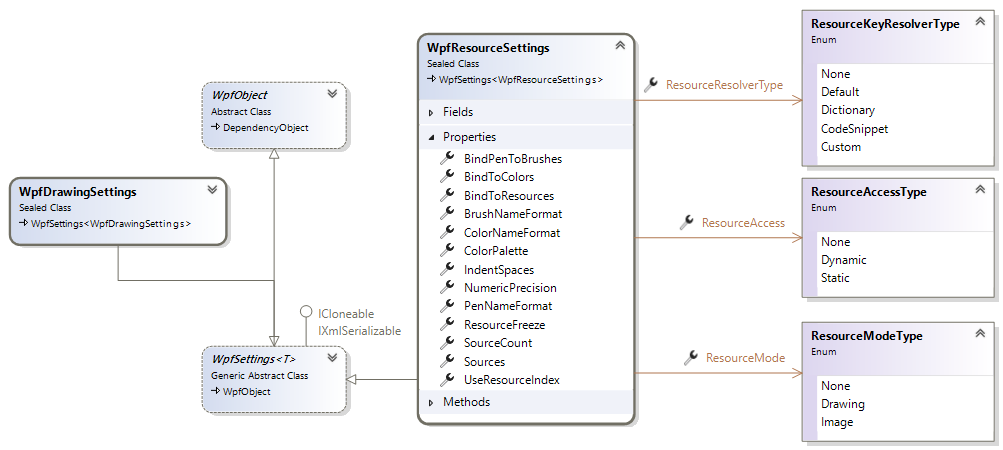 WpfObject
Abstract Class
DependencyObject
WpfDrawingSettings
Sealed Class
WpfSettings<WpfDrawingSettings>
ICloneable
IXmlSerializable
WpfSettings<T>
Generic Abstract Class
WpfObject
WpfResourceSettings
Sealed Class
WpfSettings<WpfResourceSettings>
Fields
Properties
BindPenToBrushes
BindToColors
BindToResources
BrushNameFormat
ColorNameFormat
ColorPalette
IndentSpaces
NumericPrecision
PenNameFormat
ResourceFreeze
SourceCount
Sources
UseResourceIndex
Methods
ResourceResolverType
ResourceAccess
ResourceMode
ResourceKeyResolverType
Enum
None
Default
Dictionary
CodeSnippet
Custom
ResourceAccessType
Enum
None
Dynamic
Static
ResourceModeType
Enum
None
Drawing
Image